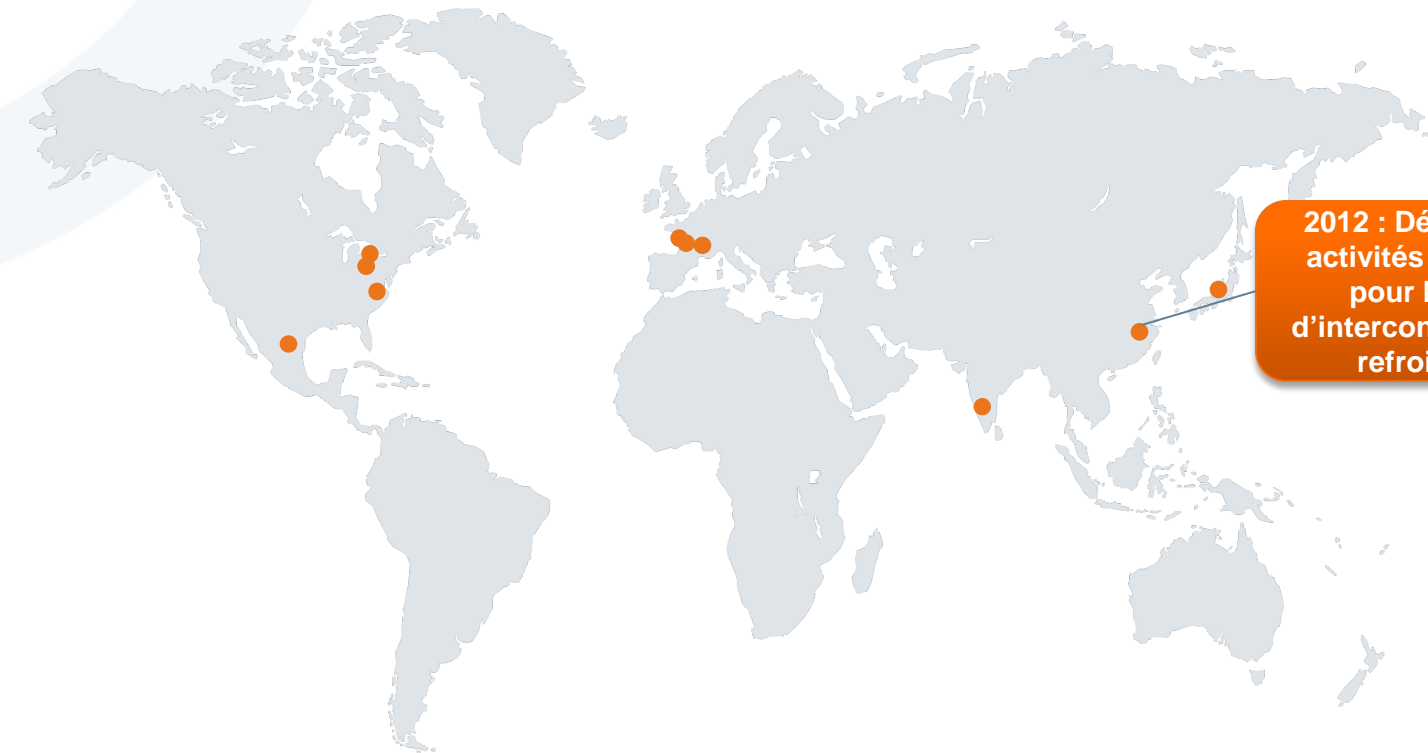 2012 : Dé
activités
pour l
d’intercon
refroi